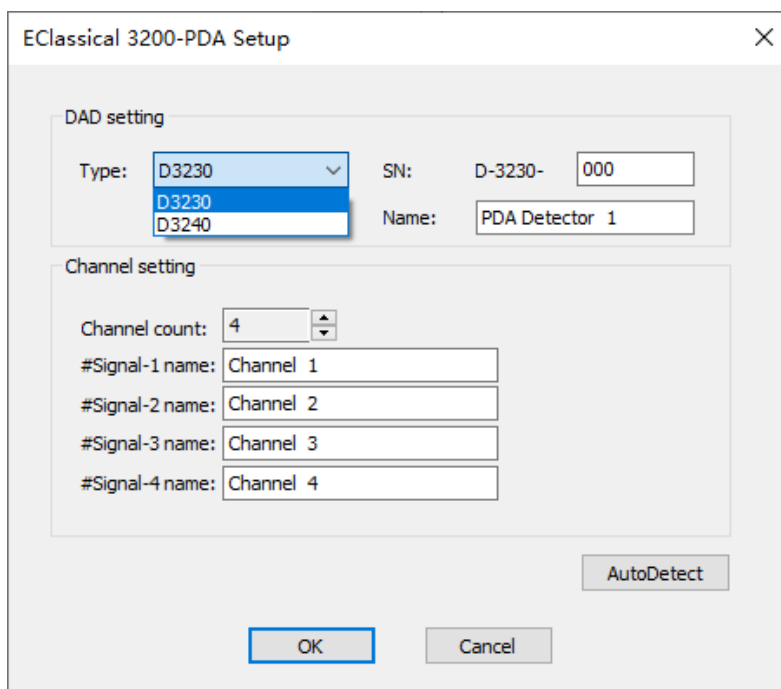 EClassical 3200-PDA Setup
DAD setting
Type: D3230 SN: D-3230- 000
D3230
D3240 Name: PDA Detector 1
Channel setting
Channel count: 4
#Signal-1 name: Channel 1
#Signal-2 name: Channel 2
#Signal-3 name: Channel 3
#Signal-4 name: Channel 4
AutoDetect
OK Cancel